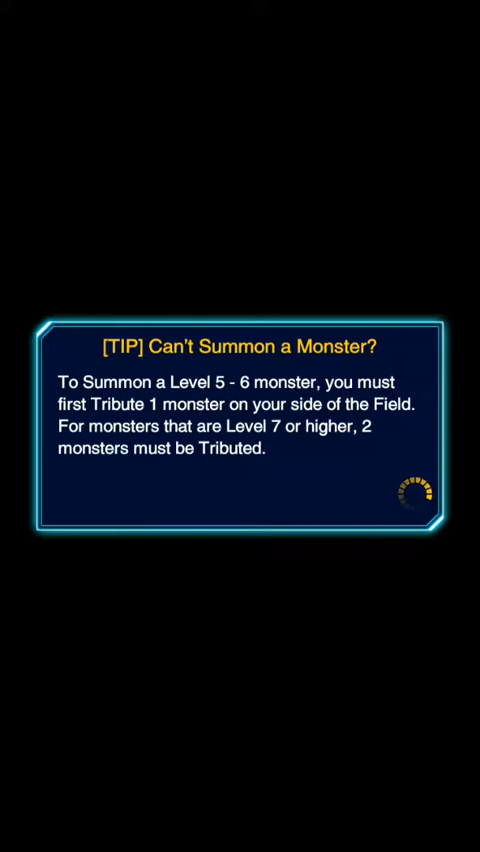 [TIP] Can't Summon a Monster?
To Summon a Level 5 - 6 monster, you must
first Tribute 1 monster on your side of the Field.
For monsters that are Level 7 or higher, 2
monsters must be Tributed.